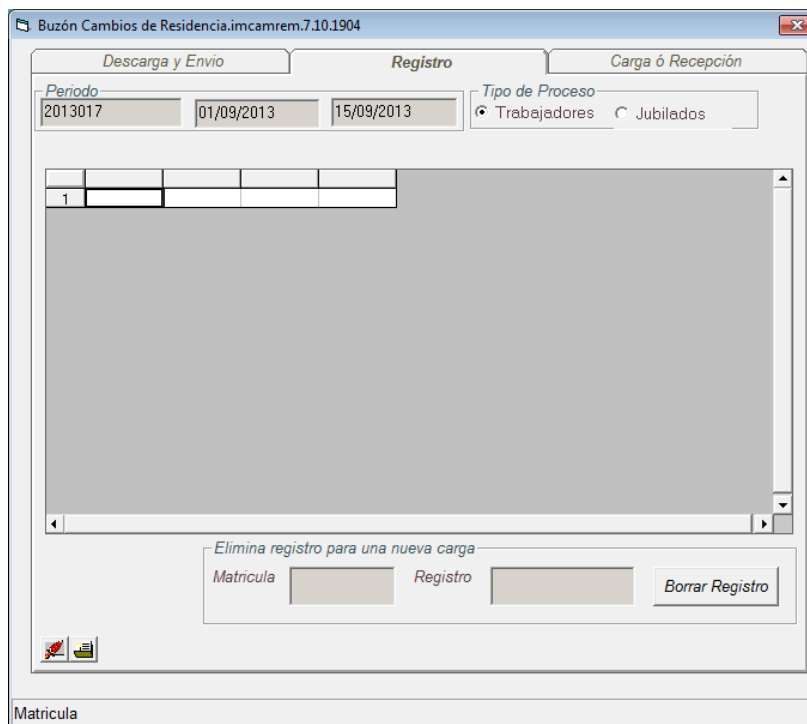 Buzón Cambios de Residencia.imcamrem.7.10.1904
Descarga y Envio Registro Carga ó Recepción
Periodo Tipo de Proceso
2013017 01/09/2013 15/09/2013 Trabajadores Jubilados
1
Elimina registro para una nueva carga
Matricula Registro Borrar Registro
Matricula